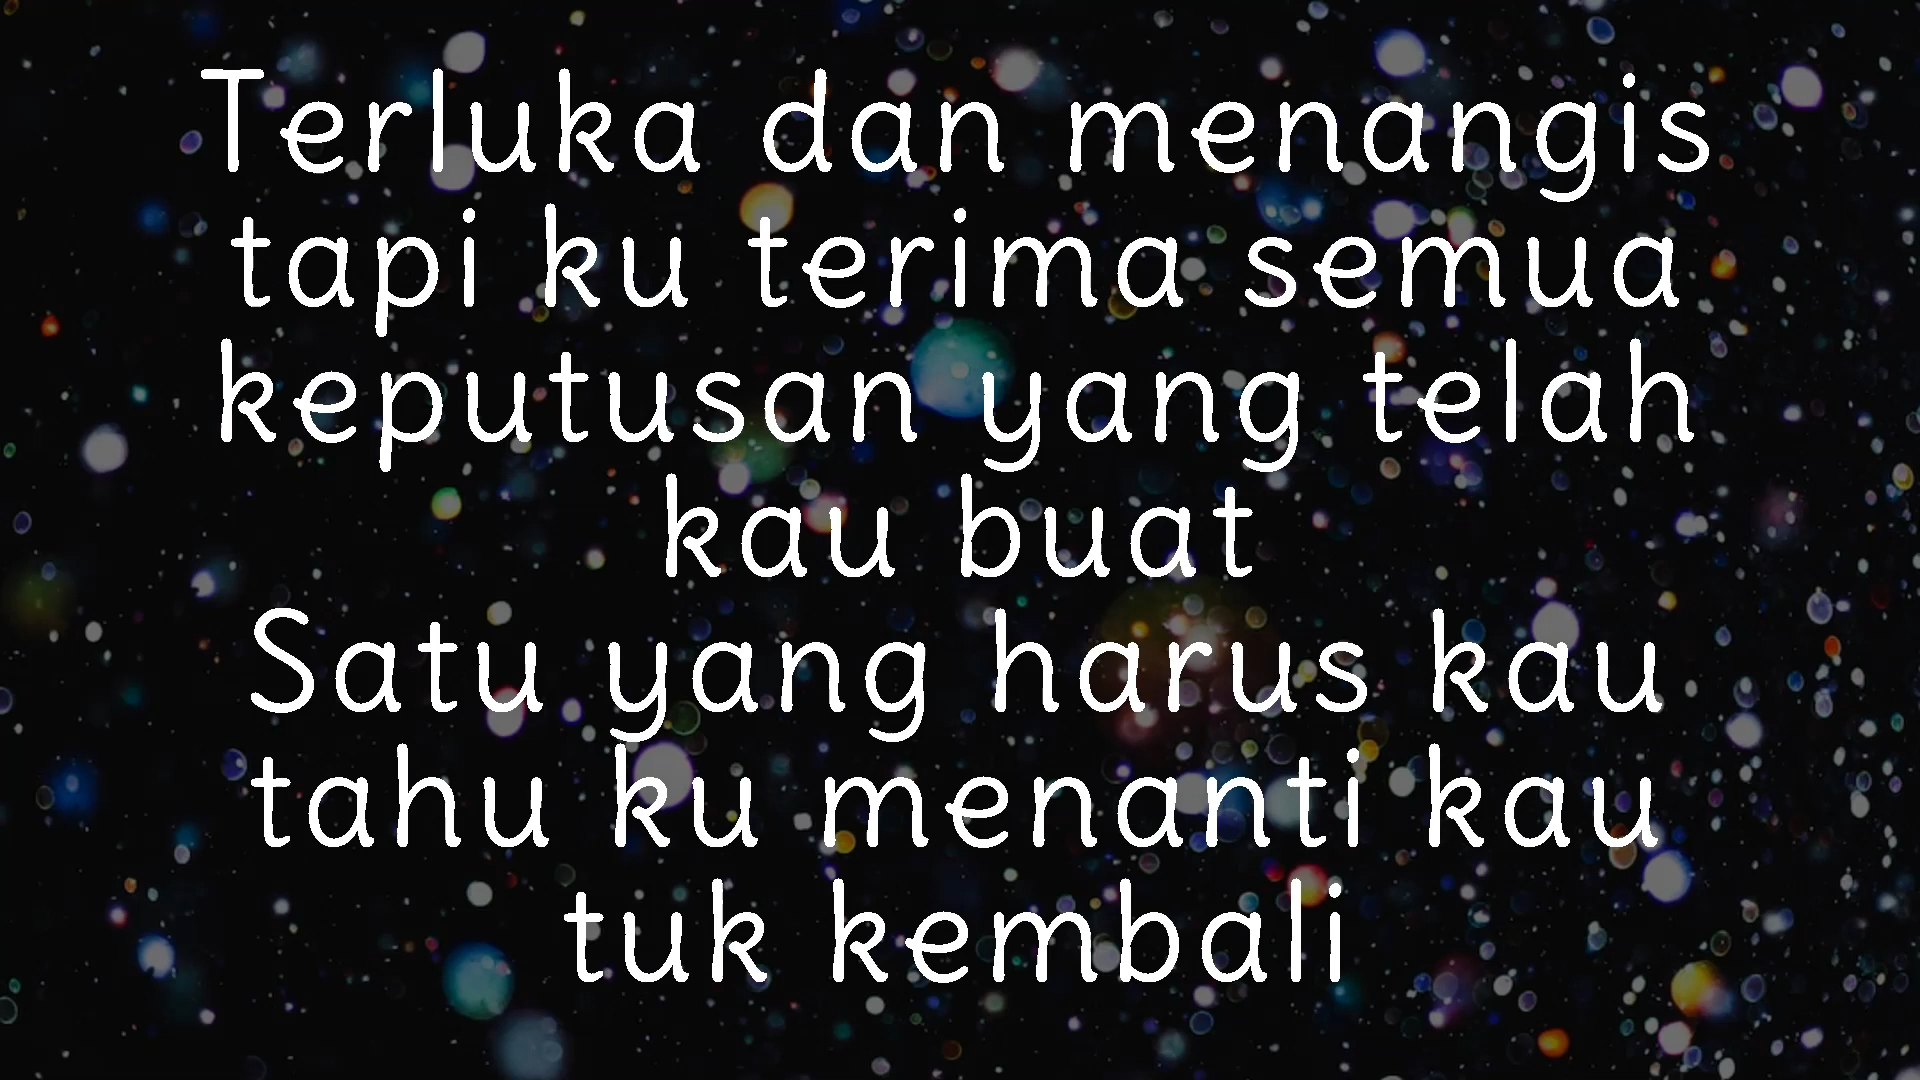 Terluka dan menangis
tapi ku terima semua
keputusan yang telah
kau buat
Satu yang harus kau
tahu ku menanti kau
tuk kembali